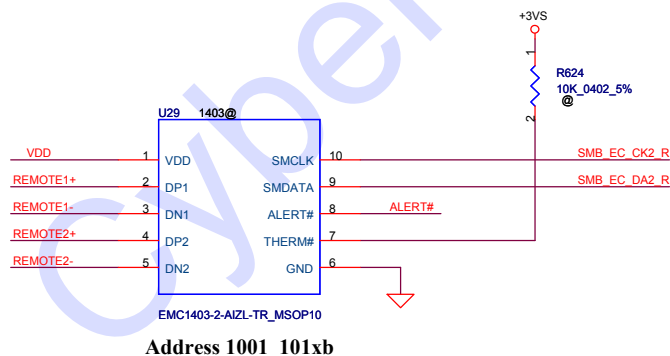 +3VS
1
R624
10K_0402_5%
@
2
U29 1403@
VDD 1 VDD SMCLK 10 SMB_EC_CK2_R
REMOTE1+ 2 DP1 SMDATA 9 SMB_EC_DA2_R
REMOTE1- 3 DN1 ALERT# 8 ALERT#
REMOTE2+ 4 DP2 THERM# 7
REMOTE2- 5 DN2 GND 6
EMC1403-2-AIZL-TR_MSOP10
Address 1001_101xb
Cyber